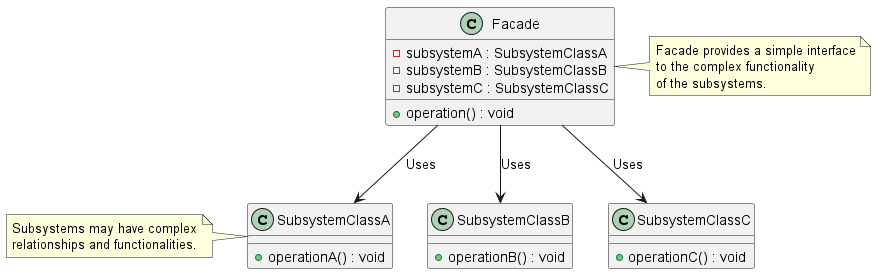 C Facade
subsystemA : SubsystemClassA
subsystemB : SubsystemClassB
subsystemC : SubsystemClassC
operation() : void
Facade provides a simple interface
to the complex functionality
of the subsystems.
Uses
Uses
Uses
Subsystems may have complex
relationships and functionalities.
C SubsystemClassA
operationA() : void
C SubsystemClassB
operationB() : void
C SubsystemClassC
operationC() : void